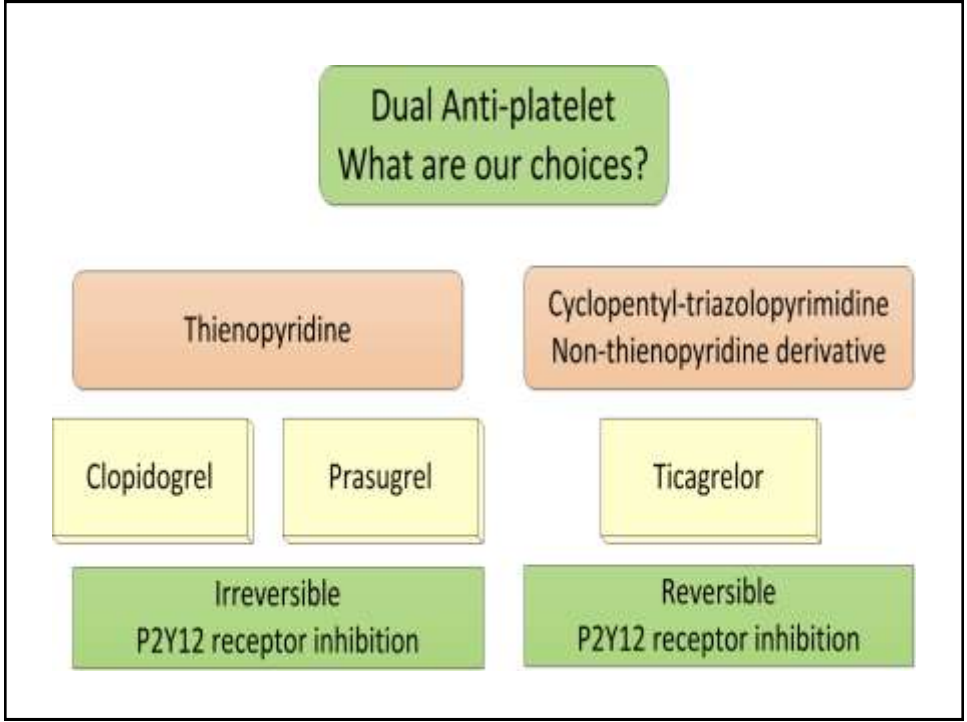 Dual Anti-platelet
What are our choices?
Thienopyridine
Cyclopentyl-triazolopyrimidine
Non-thienopyridine derivative
Clopidogrel
Prasugrel
Ticagrelor
Irreversible
P2Y12 receptor inhibition
Reversible
P2Y12 receptor inhibition